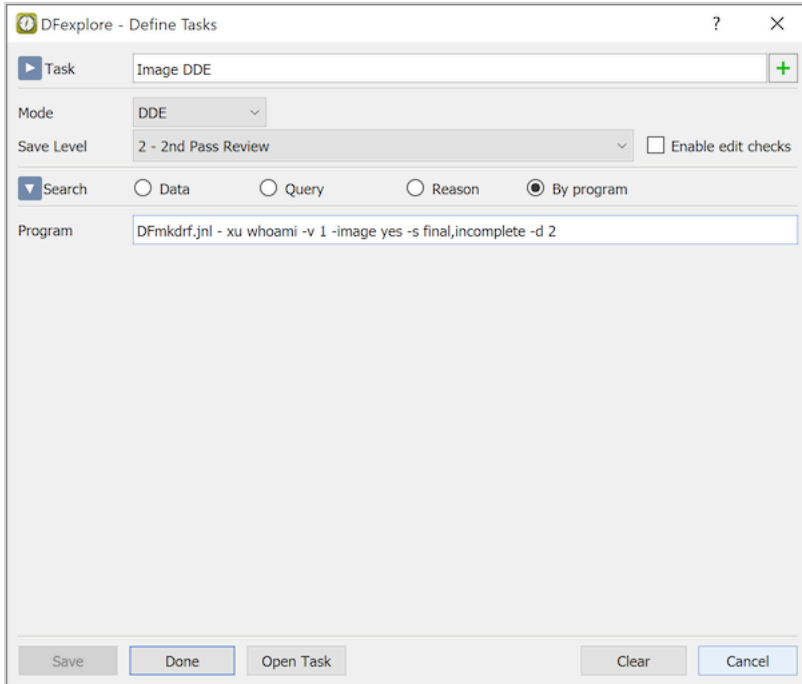 DFexplore - Define Tasks ?
Task Image DDE
Mode DDE
Save Level 2 - 2nd Pass Review Enable edit checks
Search Data Query Reason By program
Program DFmkdrf.jnl - xu whoami -v 1 -image yes -s final,incomplete -d 2
Save Done Open Task Clear Cancel